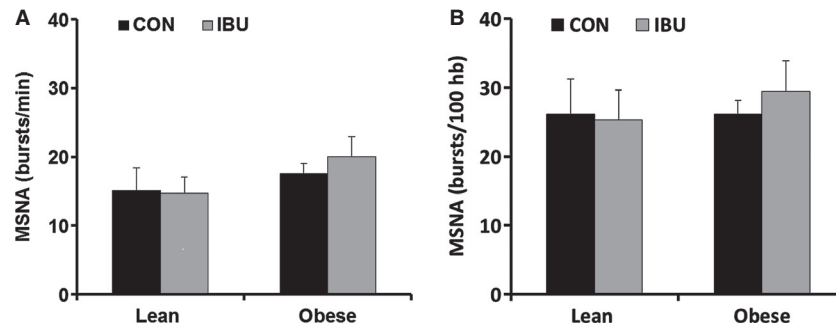 A
40
30
20
10
0
MSNA (bursts/min)
CON IBU
Lean Obese
B
40
30
20
10
0
MSNA (bursts/100 hb)
CON IBU
Lean Obese